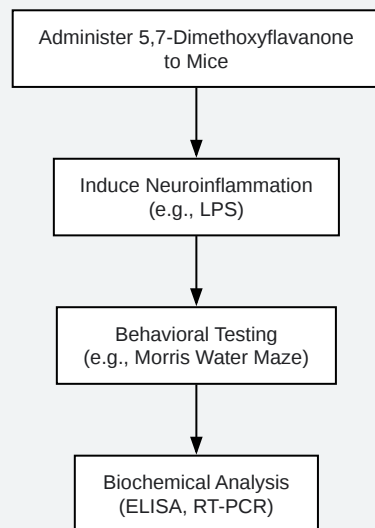 Administer 5,7-Dimethoxyflavanone
to Mice
Induce Neuroinflammation
(e.g., LPS)
Behavioral Testing
(e.g., Morris Water Maze)
Biochemical Analysis
(ELISA, RT-PCR)